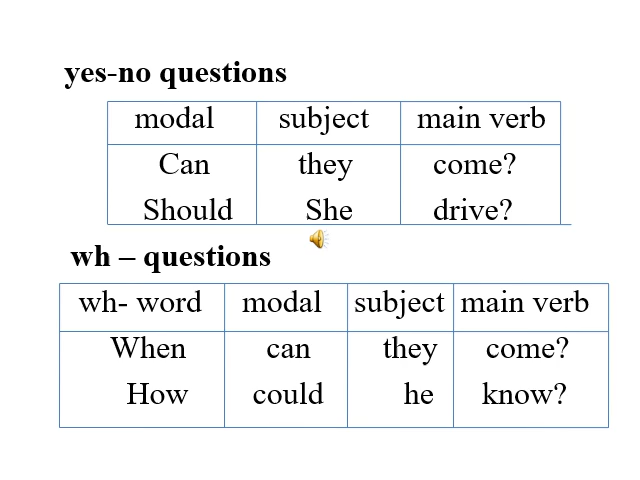 yes-no questions
modal subject main verb
Can they come?
Should She drive?
wh – questions
wh- word modal subject main verb
When can they come?
How could he know?